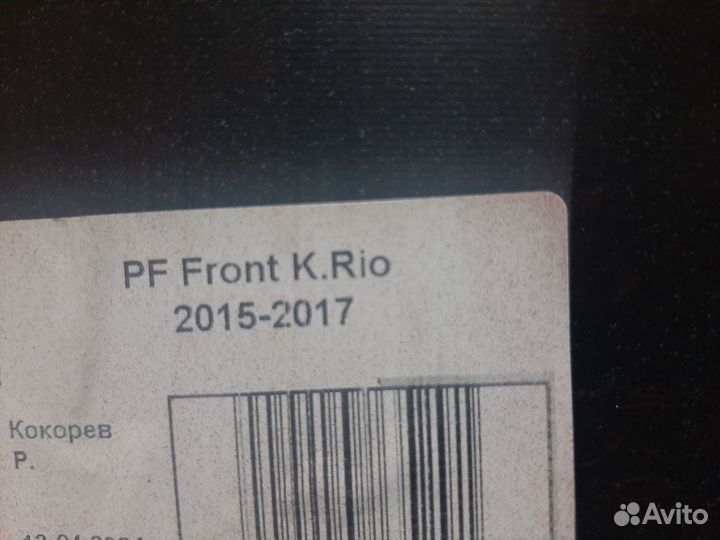 PF Front K.Rio
2015-2017
Кокорев
Р.
Avito